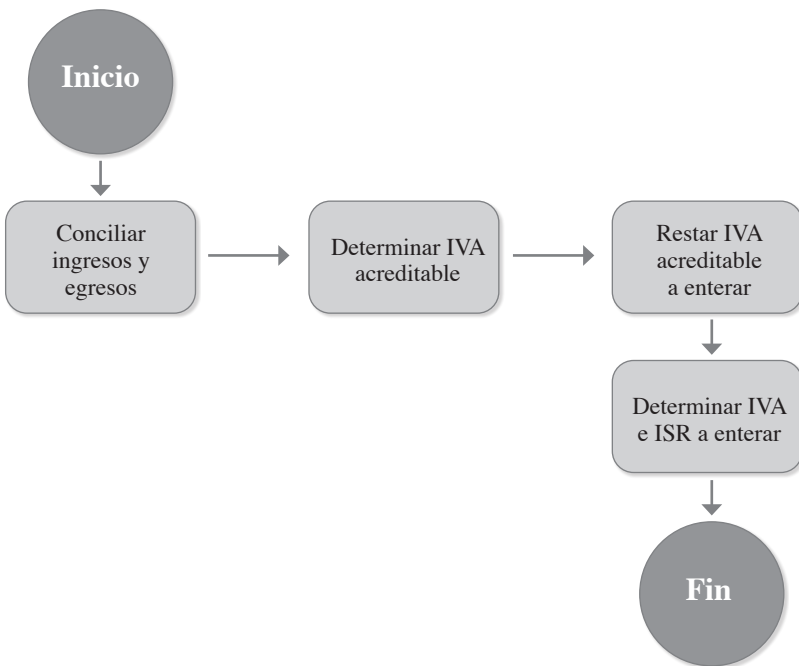 Inicio
Conciliar
ingresos y
egresos
Determinar IVA
acreditable
Restar IVA
acreditable
a enterar
Determinar IVA
e ISR a enterar
Fin